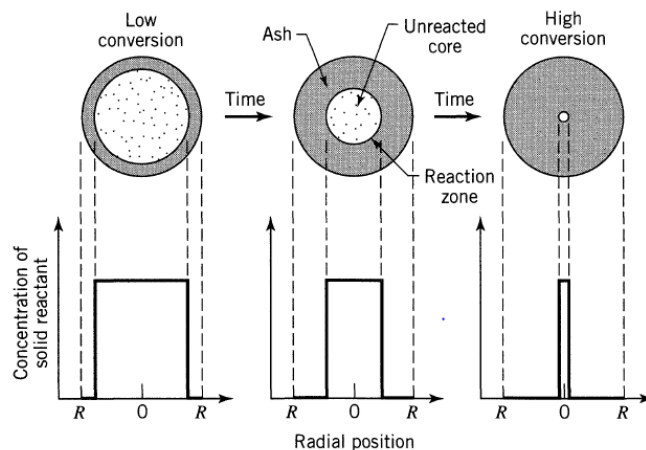 Low
conversion
Ash
Unreacted
core
High
conversion
Time
Time
Reaction
zone
Concentration of
solid reactant
R 0 R R 0 R R 0 R
Radial position